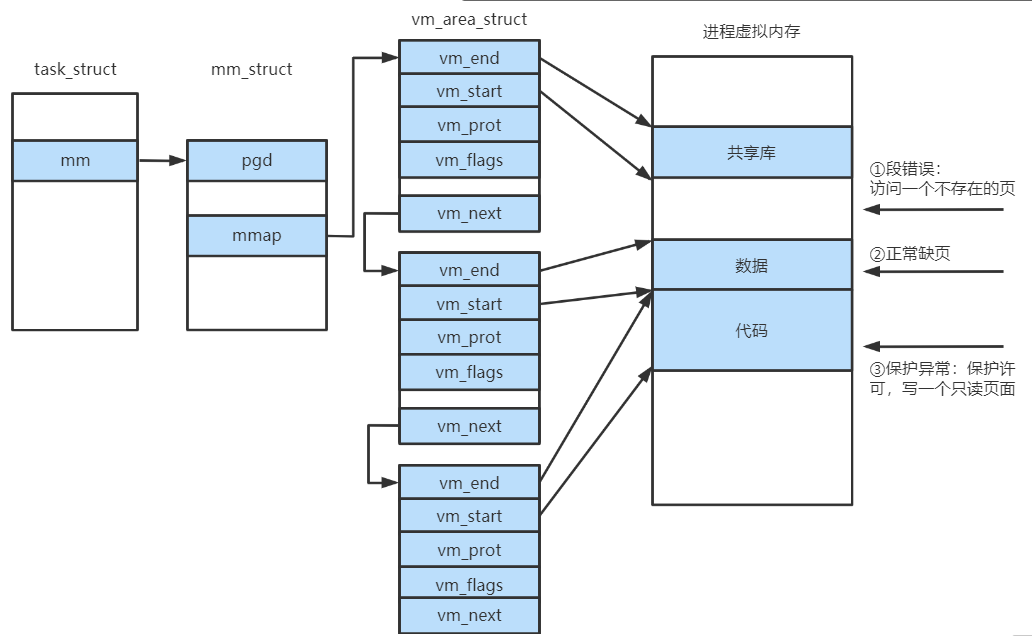 task_struct
mm
mm_struct
pgd
mmap
vm_area_struct
vm_end
vm_start
vm_prot
vm_flags
vm_next
vm_end
vm_start
vm_prot
vm_flags
vm_next
vm_end
vm_start
vm_prot
vm_flags
vm_next
进程虚拟内存
共享库
数据
代码
①段错误：
访问一个不存在的页
②正常缺页
③保护异常：保护许
可，写一个只读页面